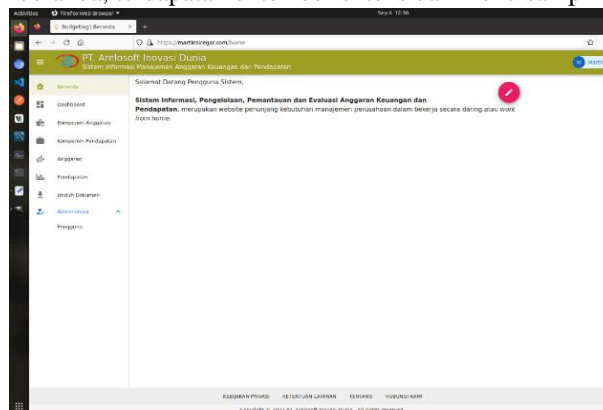 Activities Firefox Web Browser Sep 8 12:30
Budgeting | Beranda
https://martiksiregar.com/home
PT. Arelosoft Inovasi Dunia
Sistem Informasi Manajemen Anggaran Keuangan dan Pendapatan
Beranda
Dashboard
Komponen Anggaran
Komponen Pendapatan
Anggaran
Pendapatan
Unduh Dokumen
Administrasi
Pengguna
Selamat Datang Pengguna Sistem,
Sistem Informasi, Pengelolaan, Pemantauan dan Evaluasi Anggaran Keuangan dan
Pendapatan, merupakan website penunjang kebutuhan manajemen perusahaan dalam bekerja secara daring atau work
from home.
KEBIJAKAN PRIVASI KETENTUAN LAYANAN TENTANG HUBUNGI KAMI